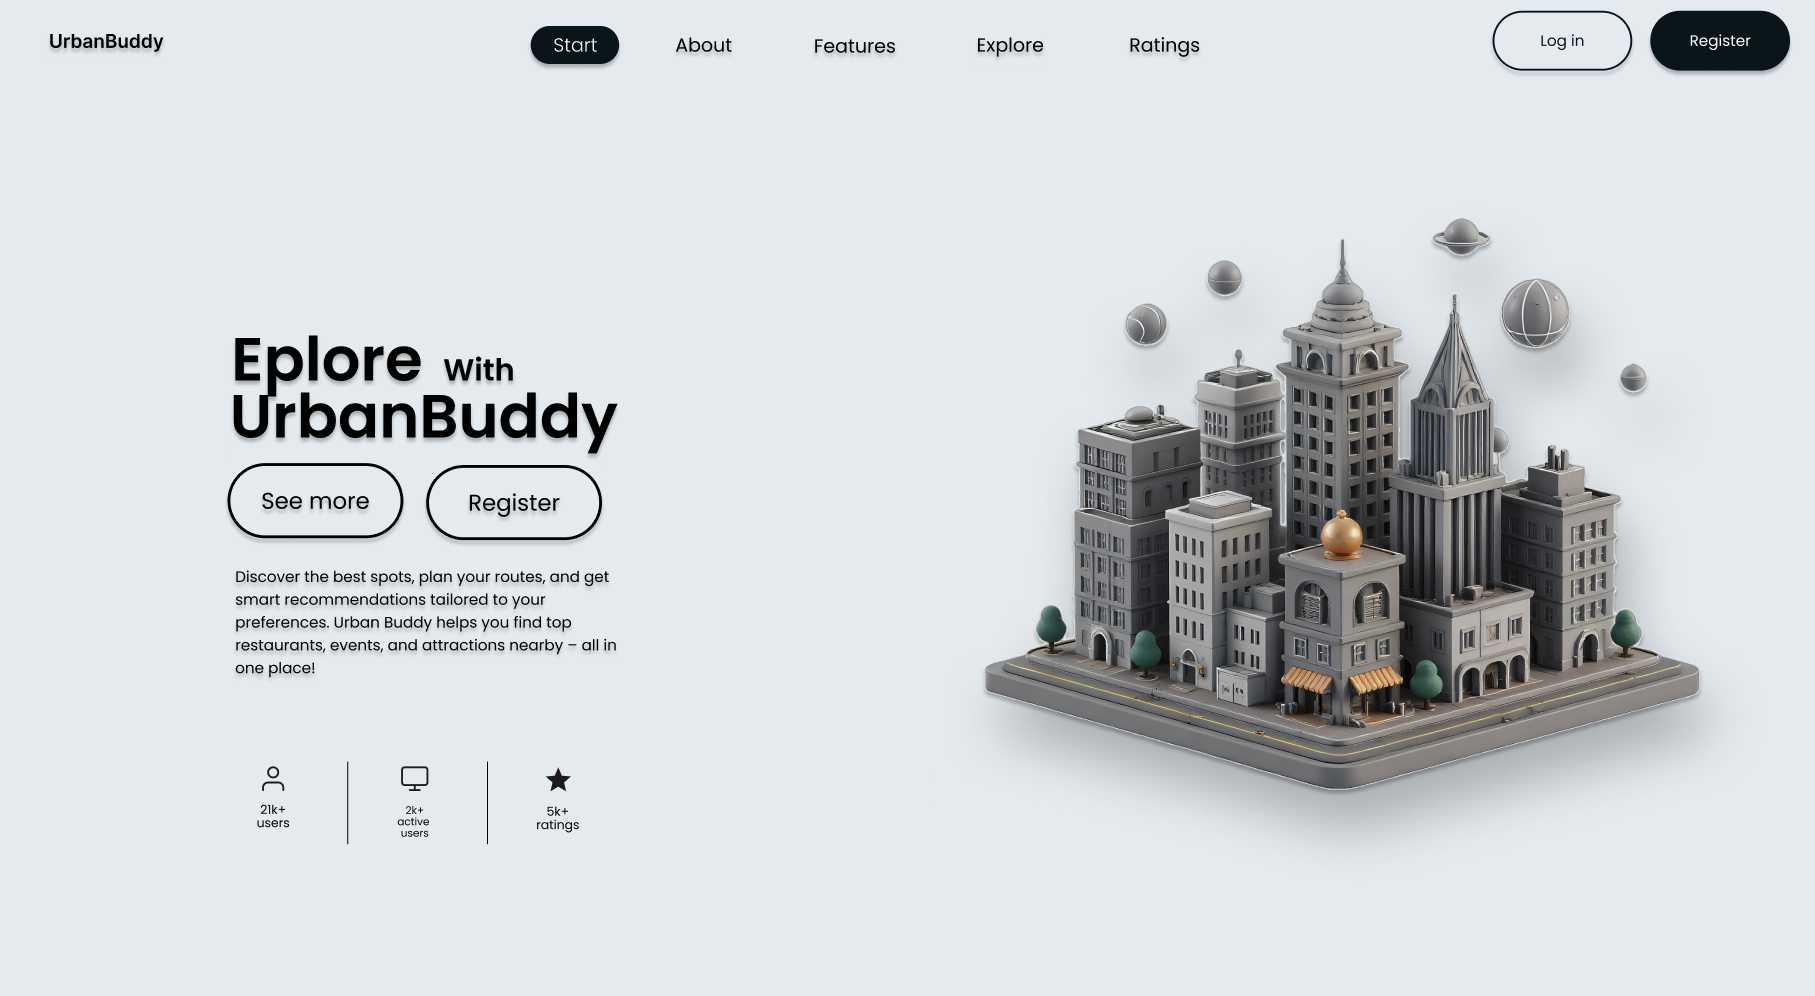 UrbanBuddy
Start
About
Features
Explore
Ratings
Log in
Register
Eplore With
UrbanBuddy
See more
Register
Discover the best spots, plan your routes, and get
smart recommendations tailored to your
preferences. Urban Buddy helps you find top
restaurants, events, and attractions nearby – all in
one place!
21k+
users
2k+
active
users
5k+
ratings